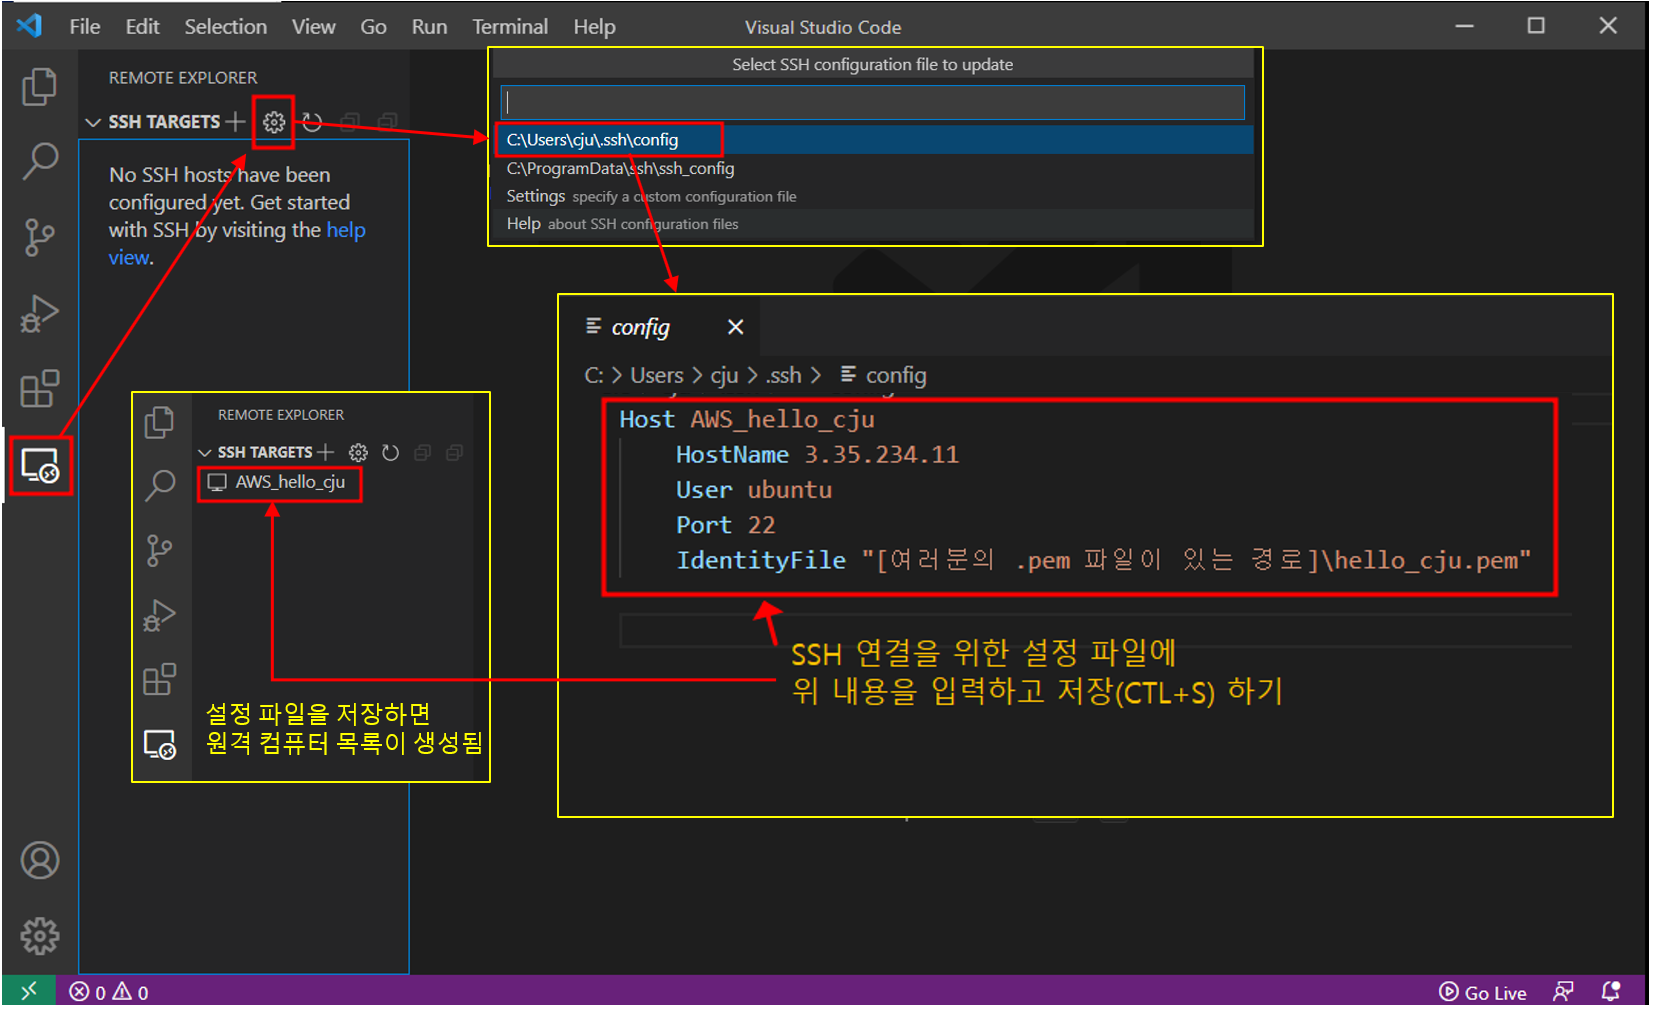 File Edit Selection View Go Run Terminal Help Visual Studio Code
REMOTE EXPLORER
SSH TARGETS
No SSH hosts have been
configured yet. Get started
with SSH by visiting the help
view.
Select SSH configuration file to update
C:\Users\cju\.ssh\config
C:\ProgramData\ssh\ssh_config
Settings specify a custom configuration file
Help about SSH configuration files
config
C: > Users > cju > .ssh > config
Host AWS_hello_cju
HostName 3.35.234.11
User ubuntu
Port 22
IdentityFile "[여러분의 .pem 파일이 있는 경로]\hello_cju.pem"
SSH 연결을 위한 설정 파일에
위 내용을 입력하고 저장(CTL+S) 하기
REMOTE EXPLORER
SSH TARGETS
AWS_hello_cju
설정 파일을 저장하면
원격 컴퓨터 목록이 생성됨
0 0 Go Live